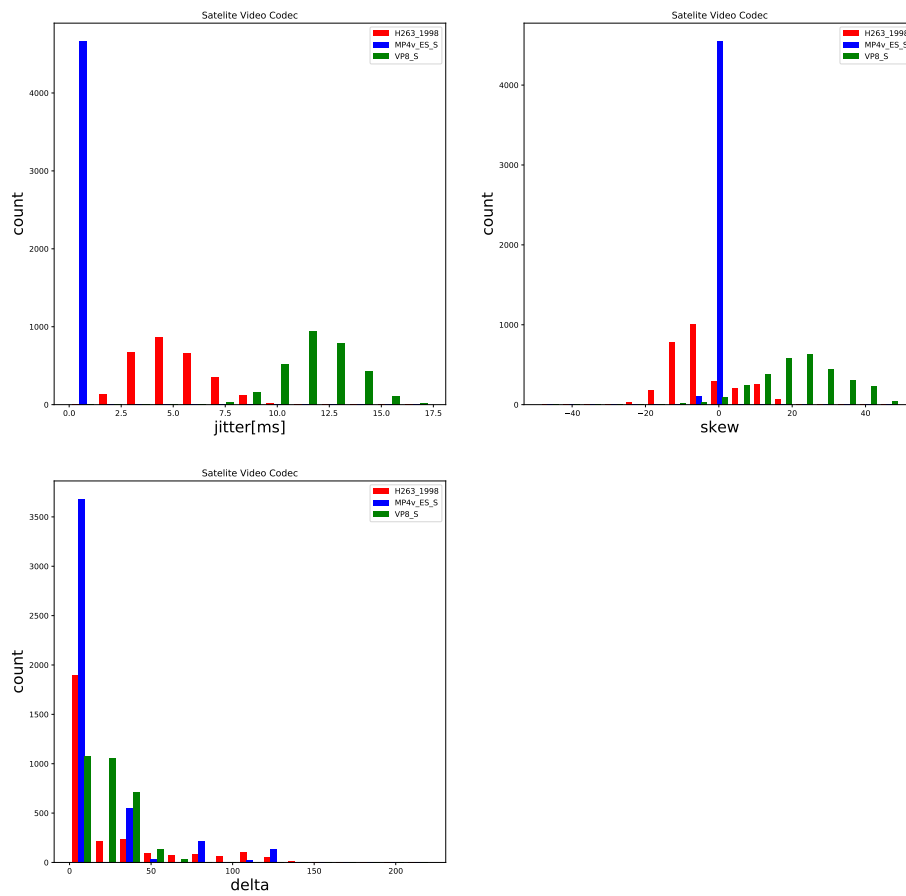 Satelite Video Codec
H263_1998
MP4v_ES_S
VP8_S
4000
3000
2000
1000
0
count
0.0 2.5 5.0 7.5 10.0 12.5 15.0 17.5
jitter[ms]
Satelite Video Codec
H263_1998
MP4v_ES_S
VP8_S
4000
3000
2000
1000
0
count
−40 −20 0 20 40
skew
Satelite Video Codec
H263_1998
MP4v_ES_S
VP8_S
3500
3000
2500
2000
1500
1000
500
0
count
0 50 100 150 200
delta